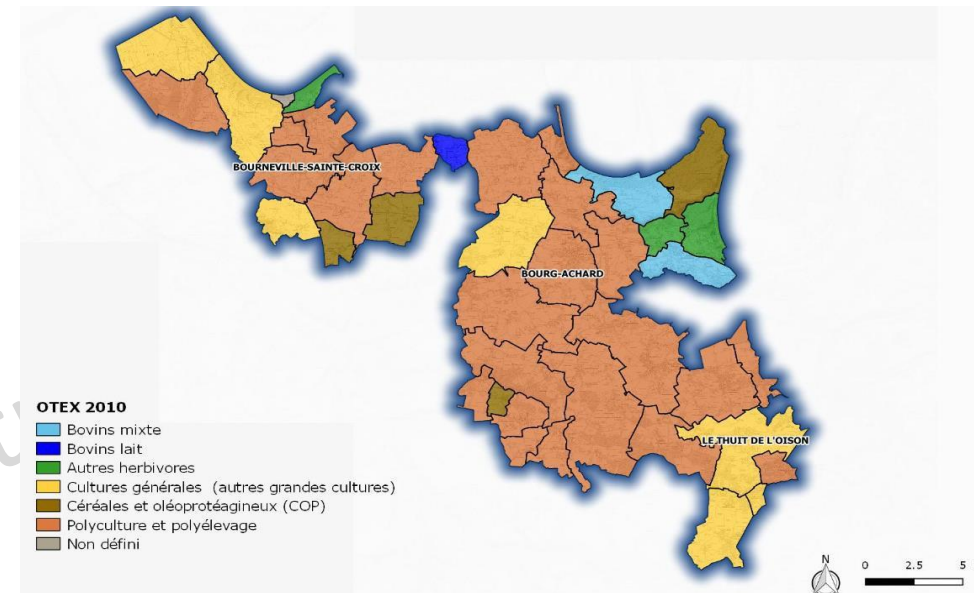 BOURNEVILLE-SAINTE-CROIX
BOURG-ACHARD
LE THUIT DE L'OISON
OTEX 2010
Bovins mixte
Bovins lait
Autres herbivores
Cultures générales (autres grandes cultures)
Céréales et oléoprotéagineux (COP)
Polyculture et polyélevage
Non défini
N
0 2.5 5